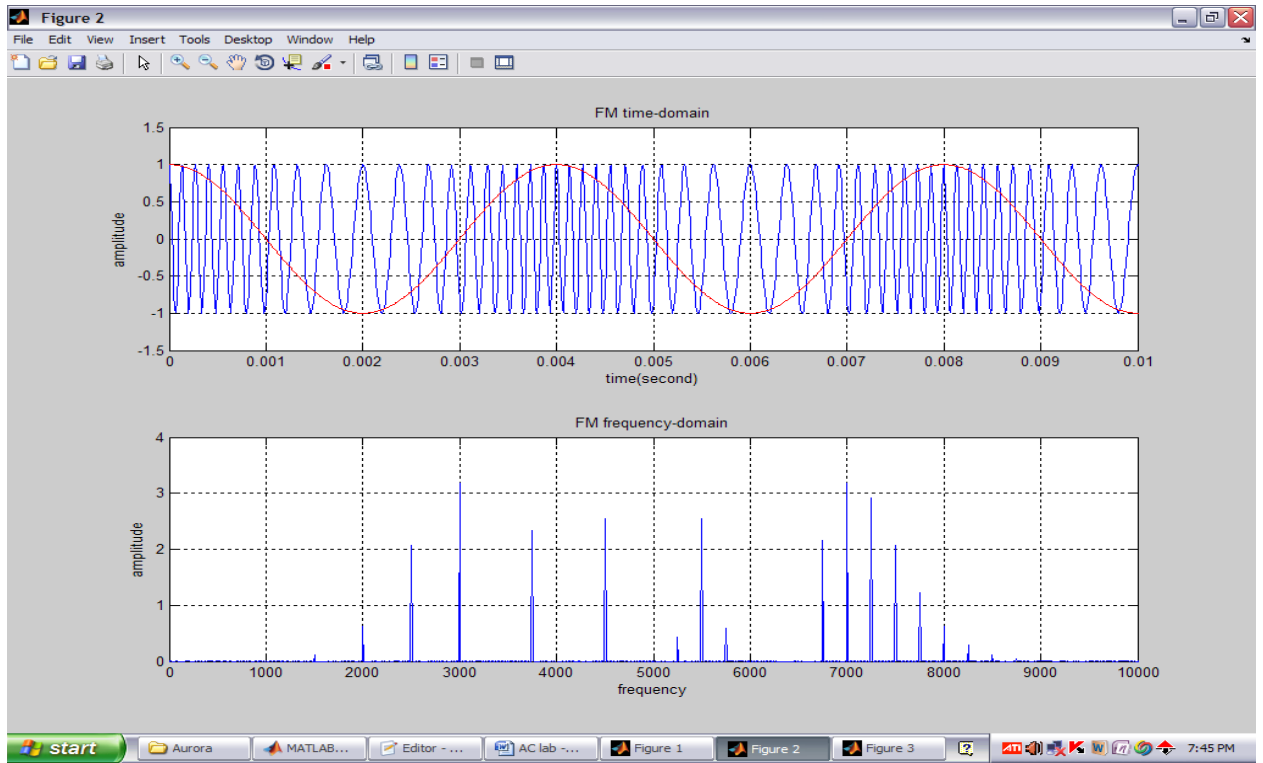 Figure 2
File Edit View Insert Tools Desktop Window Help
FM time-domain
1.5
1
0.5
0
-0.5
-1
-1.5
amplitude
0 0.001 0.002 0.003 0.004 0.005 0.006 0.007 0.008 0.009 0.01
time(second)
FM frequency-domain
4
3
2
1
0
amplitude
0 1000 2000 3000 4000 5000 6000 7000 8000 9000 10000
frequency
start Aurora MATLAB... Editor - ... AC lab -... Figure 1 Figure 2 Figure 3 ATI 7:45 PM